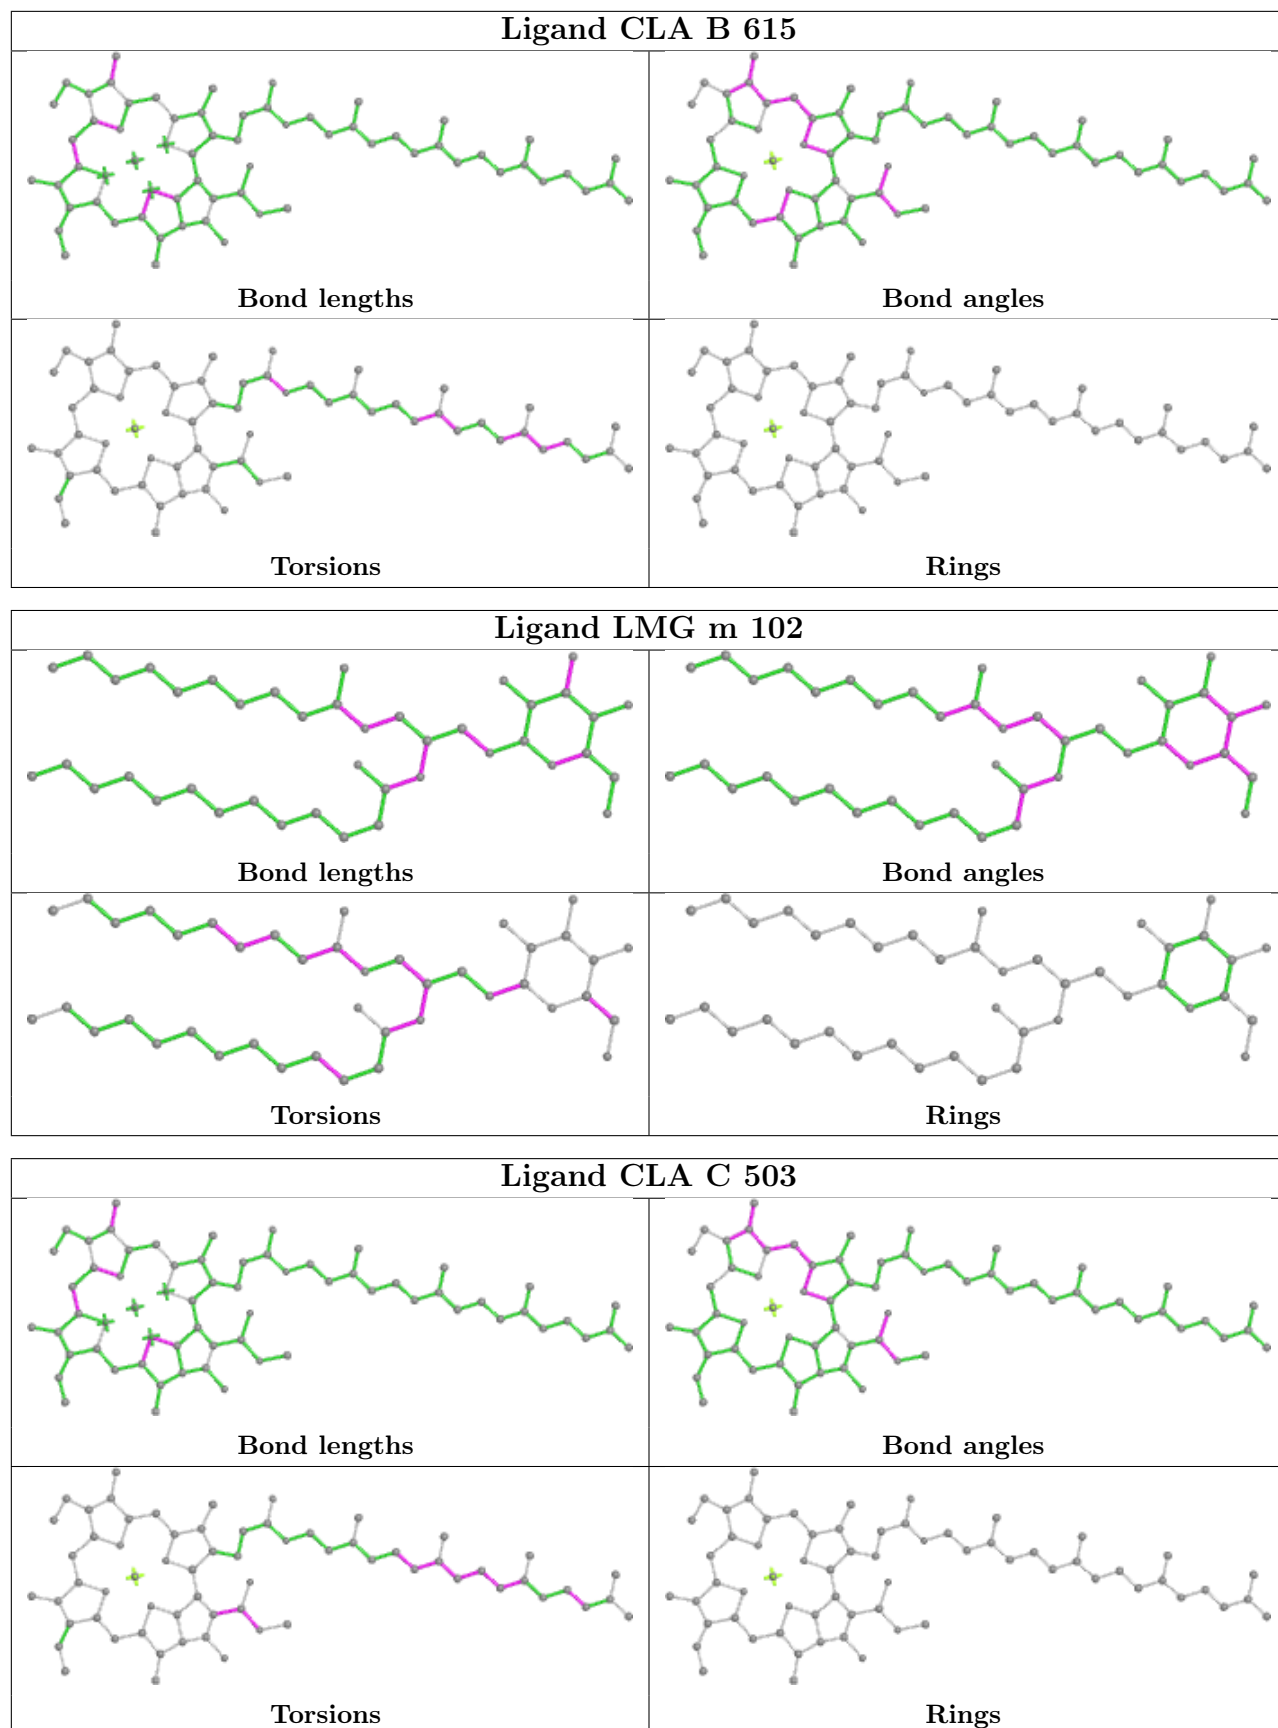 Ligand CLA B 615
Bond lengths
Bond angles
Torsions
Rings
Ligand LMG m 102
Bond lengths
Bond angles
Torsions
Rings
Ligand CLA C 503
Bond lengths
Bond angles
Torsions
Rings